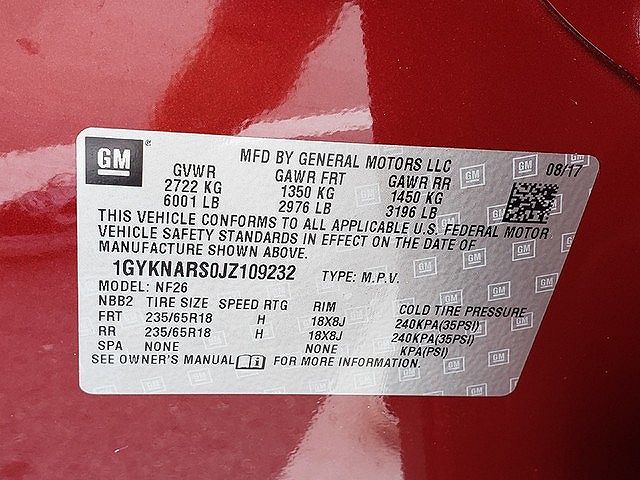 GM
MFD BY GENERAL MOTORS LLC 08/17
GVWR GAWR FRT GAWR RR
2722 KG 1350 KG 1450 KG
6001 LB 2976 LB 3196 LB
THIS VEHICLE CONFORMS TO ALL APPLICABLE U.S. FEDERAL MOTOR
VEHICLE SAFETY STANDARDS IN EFFECT ON THE DATE OF
MANUFACTURE SHOWN ABOVE.
1GYKNARS0JZ109232 TYPE: M.P.V.
MODEL: NF26
NBB2 TIRE SIZE SPEED RTG RIM COLD TIRE PRESSURE
FRT 235/65R18 H 18X8J 240KPA(35PSI)
RR 235/65R18 H 18X8J 240KPA(35PSI)
SPA NONE NONE KPA(PSI)
SEE OWNER'S MANUAL FOR MORE INFORMATION.